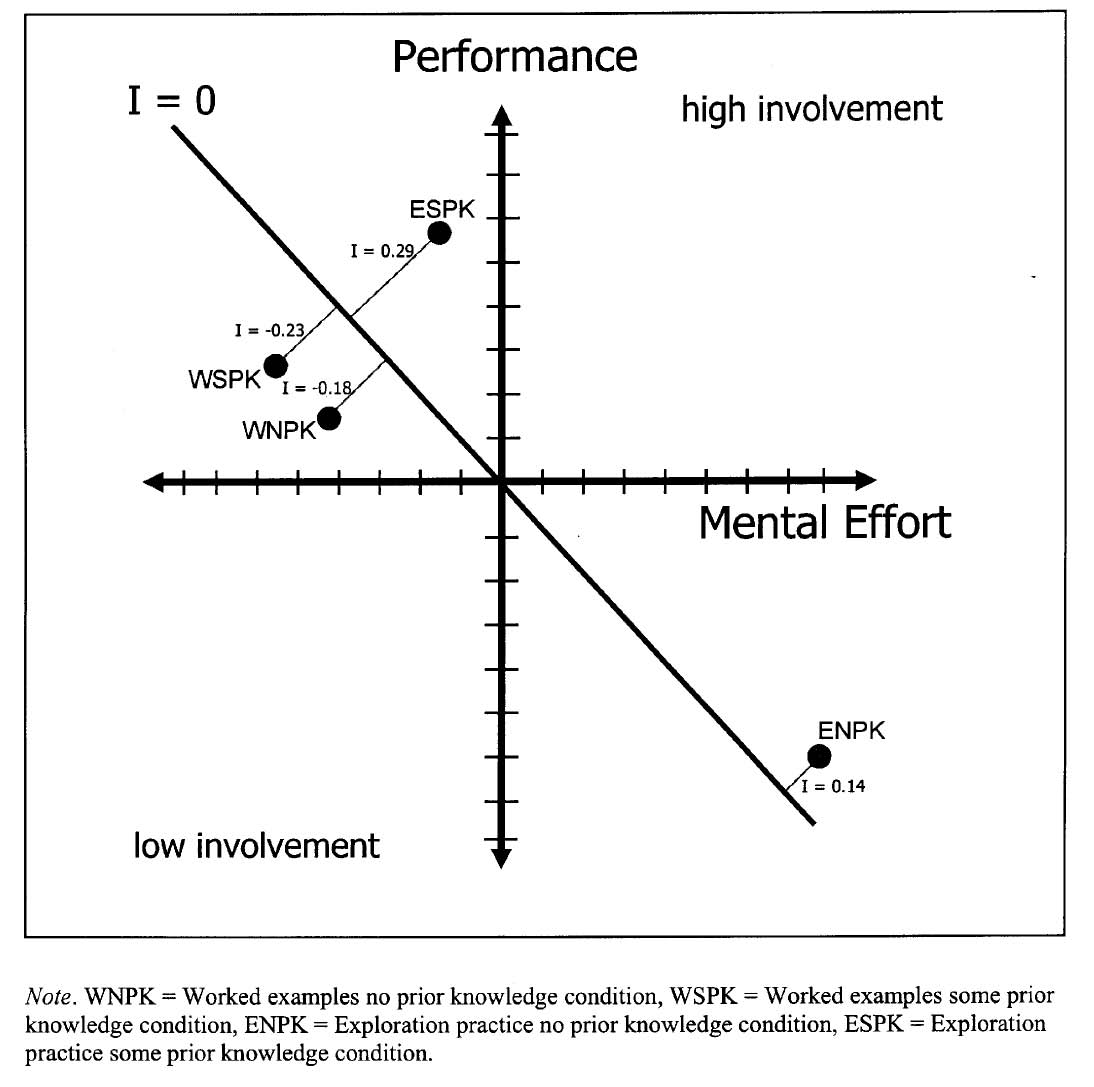 Performance
I = 0
high involvement
ESPK
I = 0.29
I = -0.23
WSPK
I = -0.18
WNPK
Mental Effort
ENPK
I = 0.14
low involvement
Note. WNPK = Worked examples no prior knowledge condition, WSPK = Worked examples some prior
knowledge condition, ENPK = Exploration practice no prior knowledge condition, ESPK = Exploration
practice some prior knowledge condition.